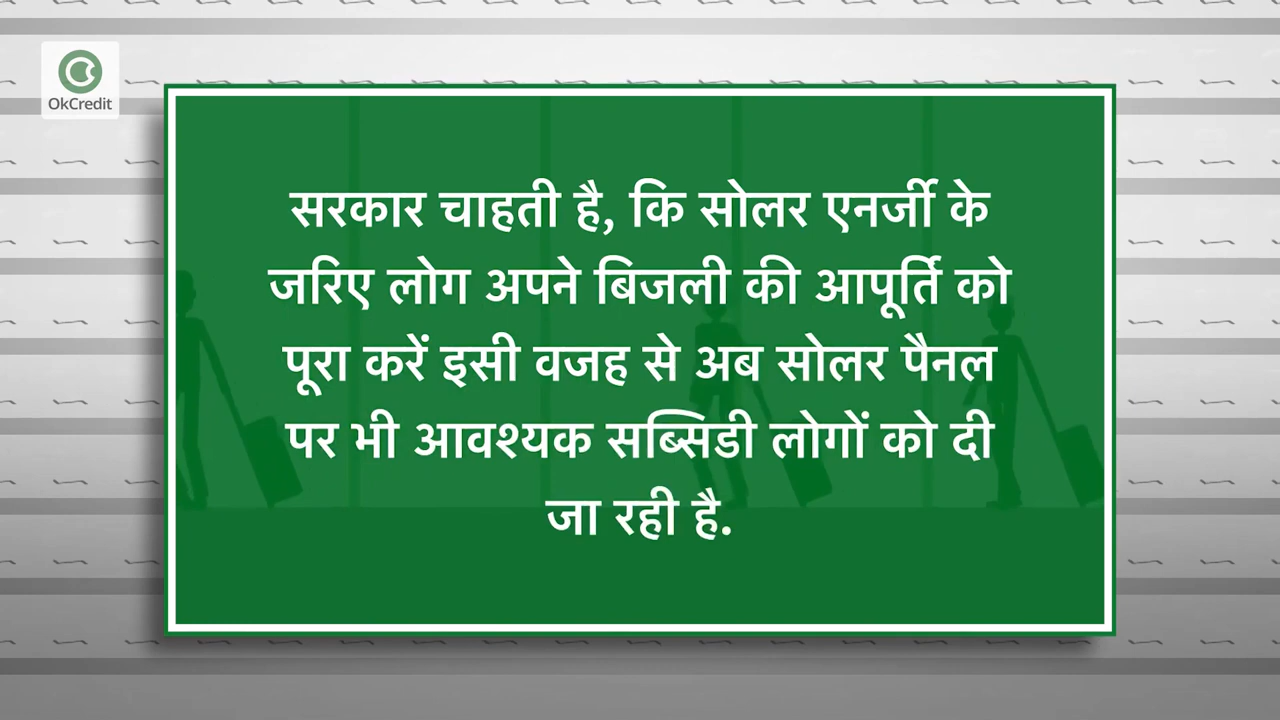 OkCredit
सरकार चाहती है, कि सोलर एनर्जी के
जरिए लोग अपने बिजली की आपूर्ति को
पूरा करें इसी वजह से अब सोलर पैनल
पर भी आवश्यक सब्सिडी लोगों को दी
जा रही है.